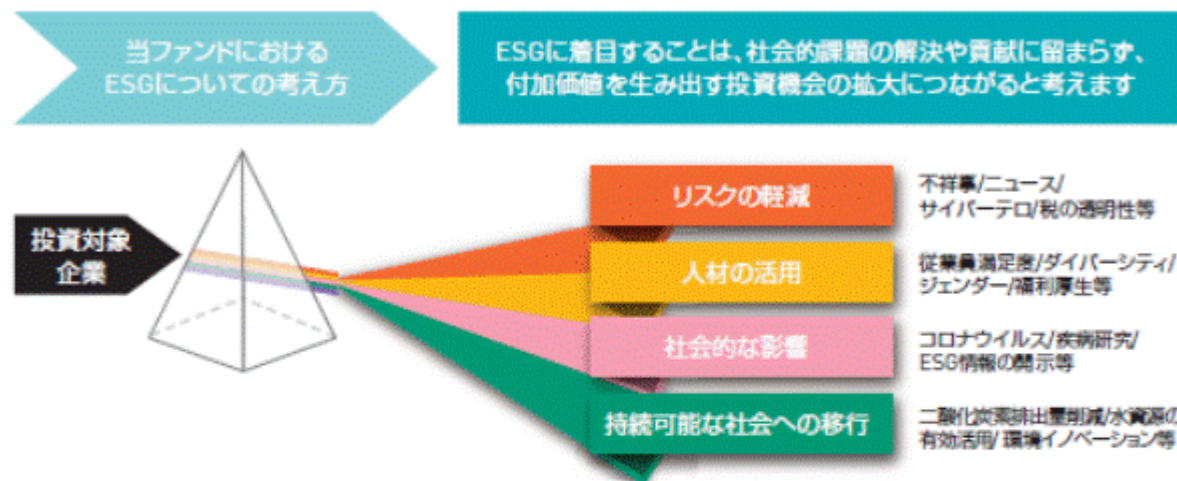 当ファンドにおける
ESGについての考え方
ESGに着目することは、社会的課題の解決や貢献に留まらず、
付加価値を生み出す投資機会の拡大につながると考えます
投資対象
企業
リスクの軽減
不祥事/ニュース/
サイバーテロ/税の透明性等
人材の活用
従業員満足度/ダイバーシティ/
ジェンダー/福利厚生等
社会的な影響
コロナウイルス/疾病研究/
ESG情報の開示等
持続可能な社会への移行
二酸化炭素排出量削減/水資源の
有効活用/環境イノベーション等